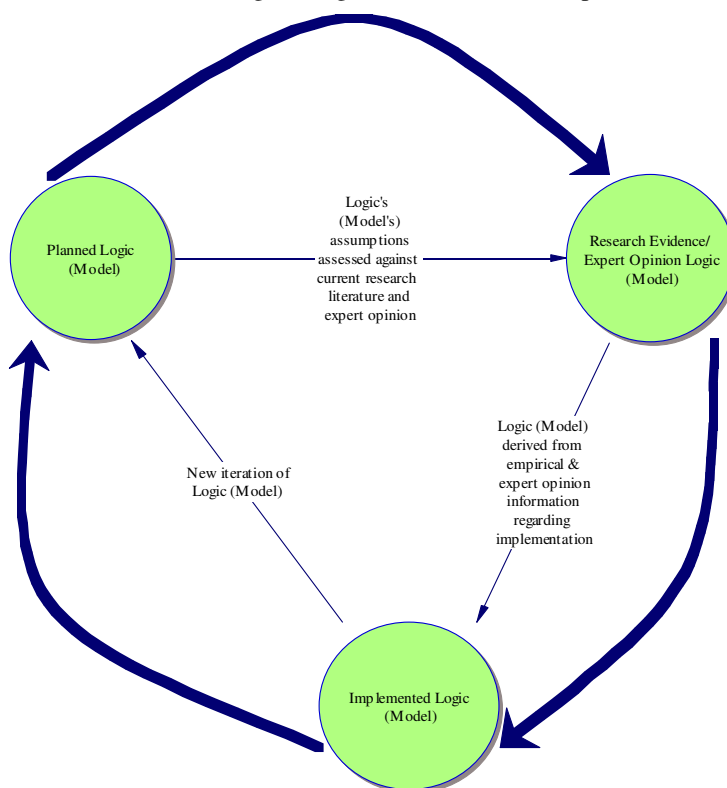 Logic's
(Model's)
assumptions
assessed against
current research
literature and
expert opinion
Planned Logic
(Model)
Research Evidence/
Expert Opinion Logic
(Model)
Logic (Model)
derived from
empirical &
expert opinion
information
regarding
implementation
New iteration of
Logic (Model)
Implemented Logic
(Model)